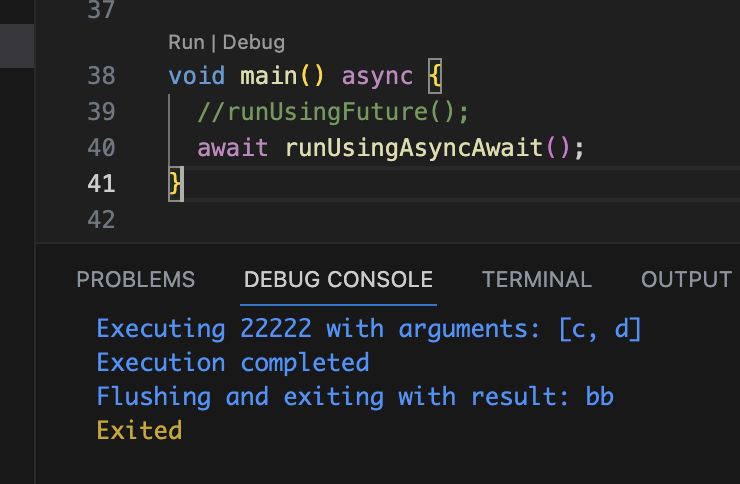 37
Run | Debug
38 void main() async {
39 //runUsingFuture();
40 await runUsingAsyncAwait();
41 }
42
PROBLEMS DEBUG CONSOLE TERMINAL OUTPUT
Executing 22222 with arguments: [c, d]
Execution completed
Flushing and exiting with result: bb
Exited